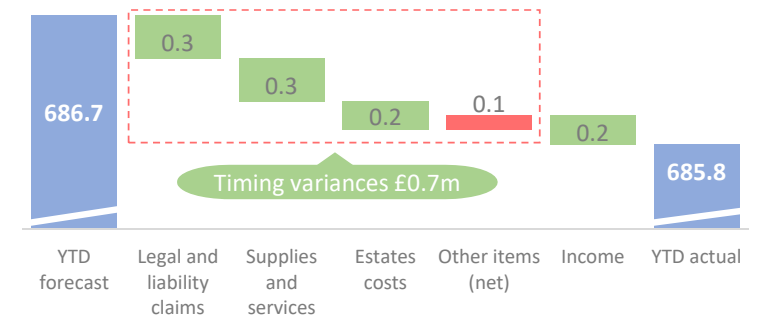 686.7
0.3
0.3
0.2
0.1
0.2
685.8
Timing variances £0.7m
YTD
forecast
Legal and
liability
claims
Supplies
and
services
Estates
costs
Other items
(net)
Income
YTD actual